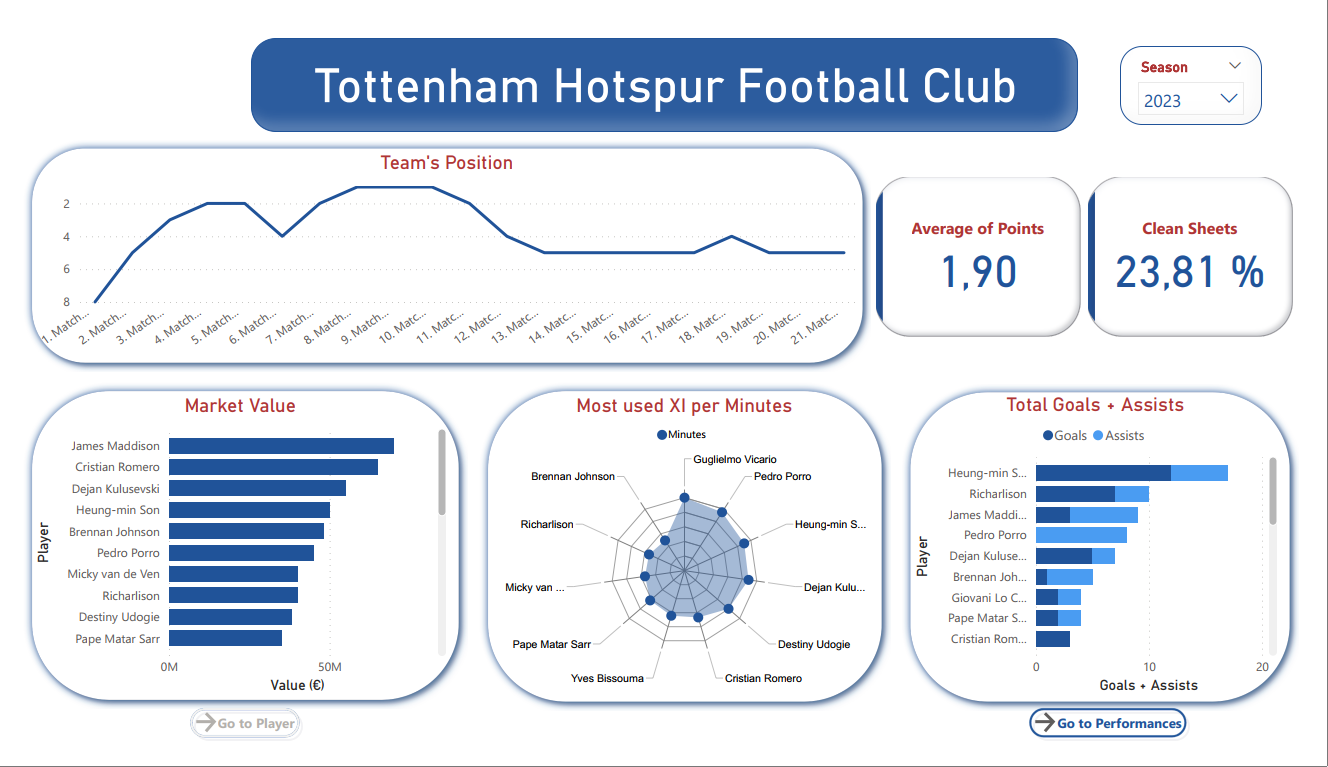 Tottenham Hotspur Football Club
Season
2023
Team's Position
2
4
6
8
1. Match...
2. Match...
3. Match...
4. Match...
5. Match...
6. Match...
7. Match...
8. Match...
9. Match...
10. Matc...
11. Matc...
12. Matc...
13. Matc...
14. Matc...
15. Matc...
16. Matc...
17. Matc...
18. Matc...
19. Matc...
20. Matc...
21. Matc...
Average of Points
1,90
Clean Sheets
23,81 %
Market Value
Player
James Maddison
Cristian Romero
Dejan Kulusevski
Heung-min Son
Brennan Johnson
Pedro Porro
Micky van de Ven
Richarlison
Destiny Udogie
Pape Matar Sarr
0M
50M
Value (€)
Go to Player
Most used XI per Minutes
Minutes
Guglielmo Vicario
Pedro Porro
Heung-min S...
Dejan Kulu...
Destiny Udogie
Cristian Romero
Yves Bissouma
Pape Matar Sarr
Micky van ...
Richarlison
Brennan Johnson
Total Goals + Assists
Goals
Assists
Player
Heung-min S...
Richarlison
James Maddi...
Pedro Porro
Dejan Kuluse...
Brennan Joh...
Giovani Lo C...
Pape Matar S...
Cristian Rom...
0
10
20
Goals + Assists
Go to Performances